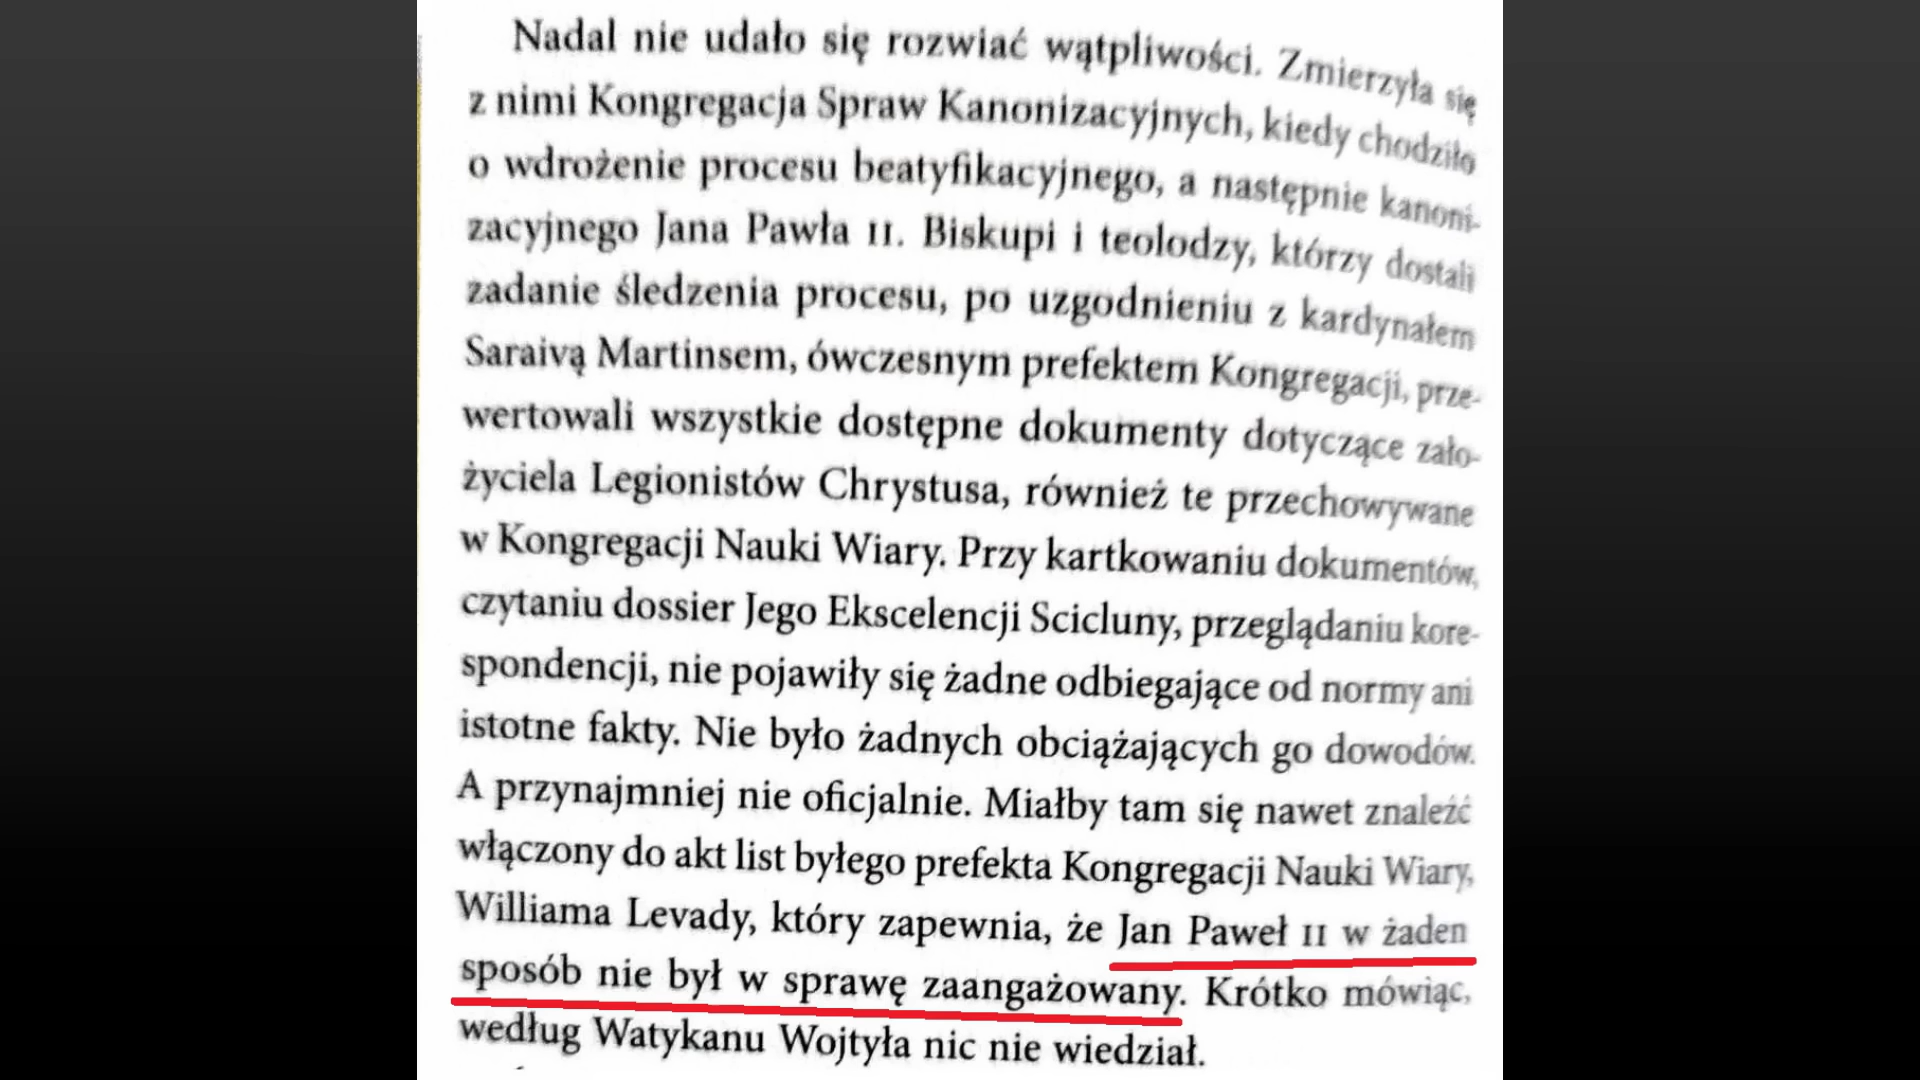 Nadal nie udało się rozwiać wątpliwości. Zmierzyła się
z nimi Kongregacja Spraw Kanonizacyjnych, kiedy chodziło
o wdrożenie procesu beatyfikacyjnego, a następnie kanoni-
zacyjnego Jana Pawła II. Biskupi i teolodzy, którzy dostali
zadanie śledzenia procesu, po uzgodnieniu z kardynałem
Saraivą Martinsem, ówczesnym prefektem Kongregacji, prze-
wertowali wszystkie dostępne dokumenty dotyczące zało-
życiela Legionistów Chrystusa, również te przechowywane
w Kongregacji Nauki Wiary. Przy kartkowaniu dokumentów,
czytaniu dossier Jego Ekscelencji Scicluny, przeglądaniu kore-
spondencji, nie pojawiły się żadne odbiegające od normy ani
istotne fakty. Nie było żadnych obciążających go dowodów.
A przynajmniej nie oficjalnie. Miałby tam się nawet znaleźć
włączony do akt list byłego prefekta Kongregacji Nauki Wiary,
Williama Levady, który zapewnia, że Jan Paweł II w żaden
sposób nie był w sprawę zaangażowany. Krótko mówiąc,
według Watykanu Wojtyła nic nie wiedział.